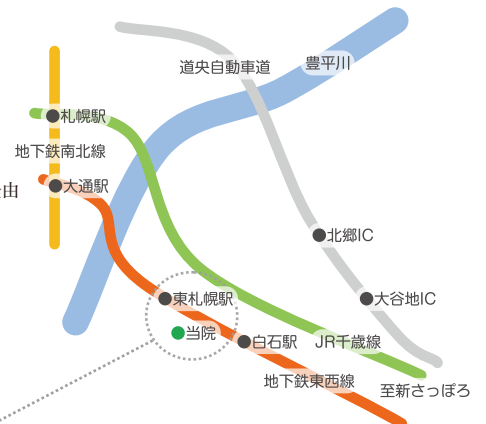 豊平川
道央自動車道
札幌駅
地下鉄南北線
大通駅
由
北郷IC
東札幌駅
大谷地IC
当院
白石駅
JR千歳線
地下鉄東西線
至新さっぽろ